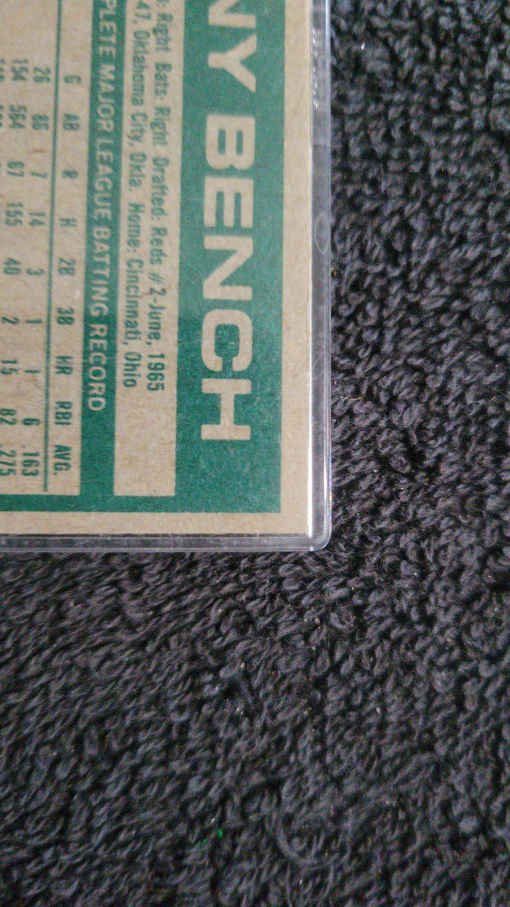 NY BENCH
Right Bats: Right Drafted: Reds #2-June, 1965
47, Oklahoma City, Okla. Home: Cincinnati, Ohio
PLETE MAJOR LEAGUE BATTING RECORD
G AB R H 2B 3B HR RBI AVG.
26 86 7 14 3 1 1 6 .163
154 564 67 155 40 2 15 82 .275